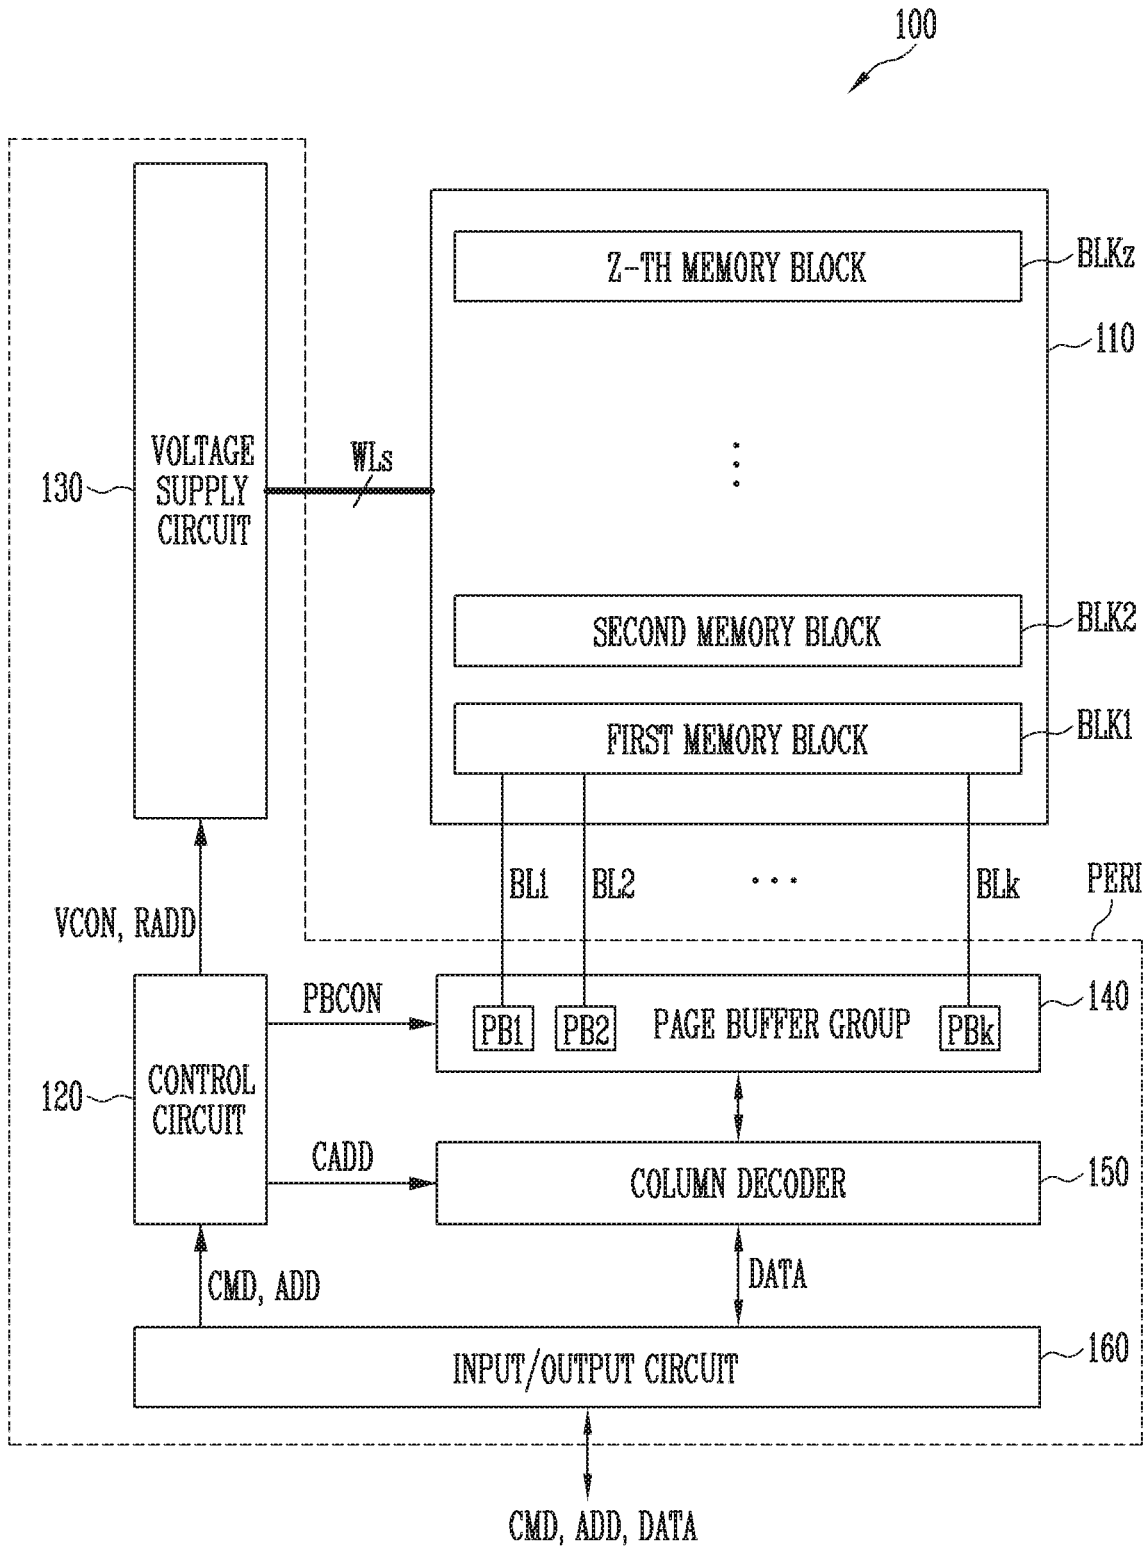 100
Z-TH MEMORY BLOCK
BLKz
110
VOLTAGE
SUPPLY
CIRCUIT
130
WLs
SECOND MEMORY BLOCK
BLK2
FIRST MEMORY BLOCK
BLK1
BL1
BL2
BLk
PERI
VCON, RADD
PBCON
PB1
PB2
PAGE BUFFER GROUP
PBk
140
120
CONTROL
CIRCUIT
CADD
COLUMN DECODER
150
CMD, ADD
DATA
INPUT/OUTPUT CIRCUIT
160
CMD, ADD, DATA